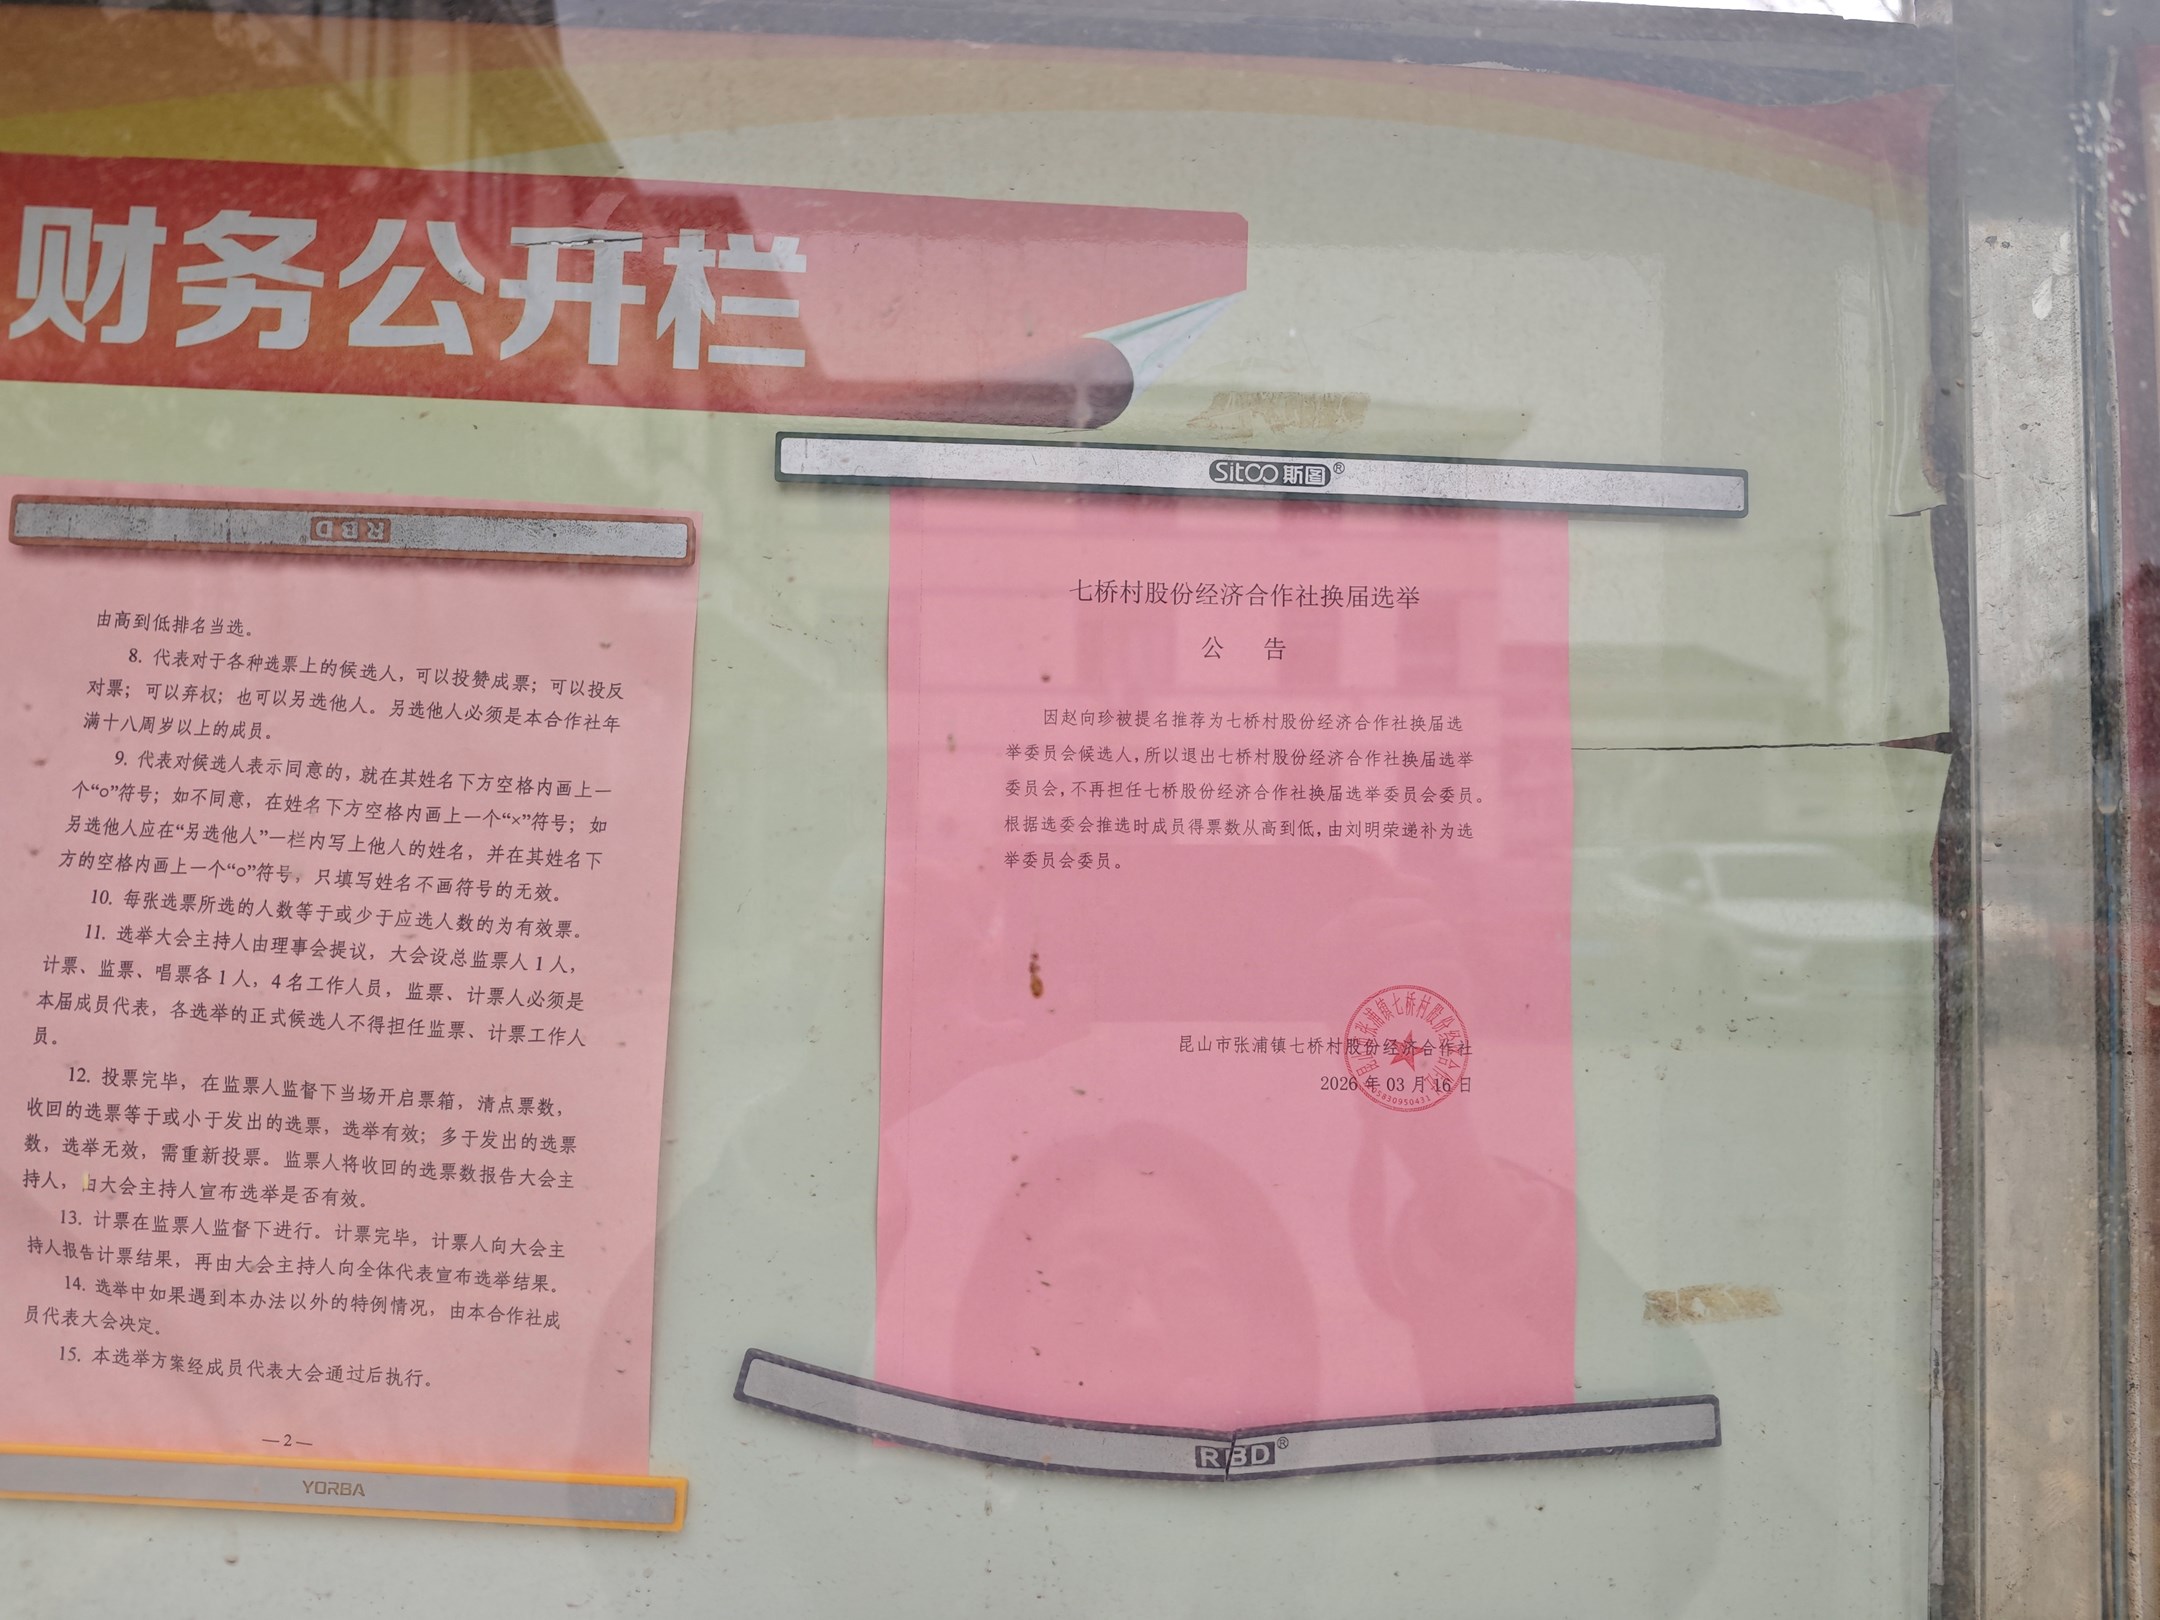 财务公开栏
Sitoo 斯图®
RBD
由高到低排名当选。
8. 代表对于各种选票上的候选人，可以投赞成票；可以投反
对票；可以弃权；也可以另选他人。另选他人必须是本合作社年
满十八周岁以上的成员。
9. 代表对候选人表示同意的，就在其姓名下方空格内画上一
个“○”符号；如不同意，在姓名下方空格内画上一个“×”符号；如
另选他人应在“另选他人”一栏内写上他人的姓名，并在其姓名下
方的空格内画上一个“○”符号，只填写姓名不画符号的无效。
10. 每张选票所选的人数等于或少于应选人数的为有效票。
11. 选举大会主持人由理事会提议，大会设总监票人 1 人，
计票、监票、唱票各 1 人，4 名工作人员，监票、计票人必须是
本届成员代表，各选举的正式候选人不得担任监票、计票工作人
员。
12. 投票完毕，在监票人监督下当场开启票箱，清点票数，
收回的选票等于或小于发出的选票，选举有效；多于发出的选票
数，选举无效，需重新投票。监票人将收回的选票数报告大会主
持人，由大会主持人宣布选举是否有效。
13. 计票在监票人监督下进行。计票完毕，计票人向大会主
持人报告计票结果，再由大会主持人向全体代表宣布选举结果。
14. 选举中如果遇到本办法以外的特例情况，由本合作社成
员代表大会决定。
15. 本选举方案经成员代表大会通过后执行。
—2—
YORBA
七桥村股份经济合作社换届选举
公 告
因赵向珍被提名推荐为七桥村股份经济合作社换届选
举委员会候选人，所以退出七桥村股份经济合作社换届选举
委员会，不再担任七桥股份经济合作社换届选举委员会委员。
根据选委会推选时成员得票数从高到低，由刘明荣递补为选
举委员会委员。
昆山市张浦镇七桥村股份经济合作社
2026 年 03 月 16 日
RBD®